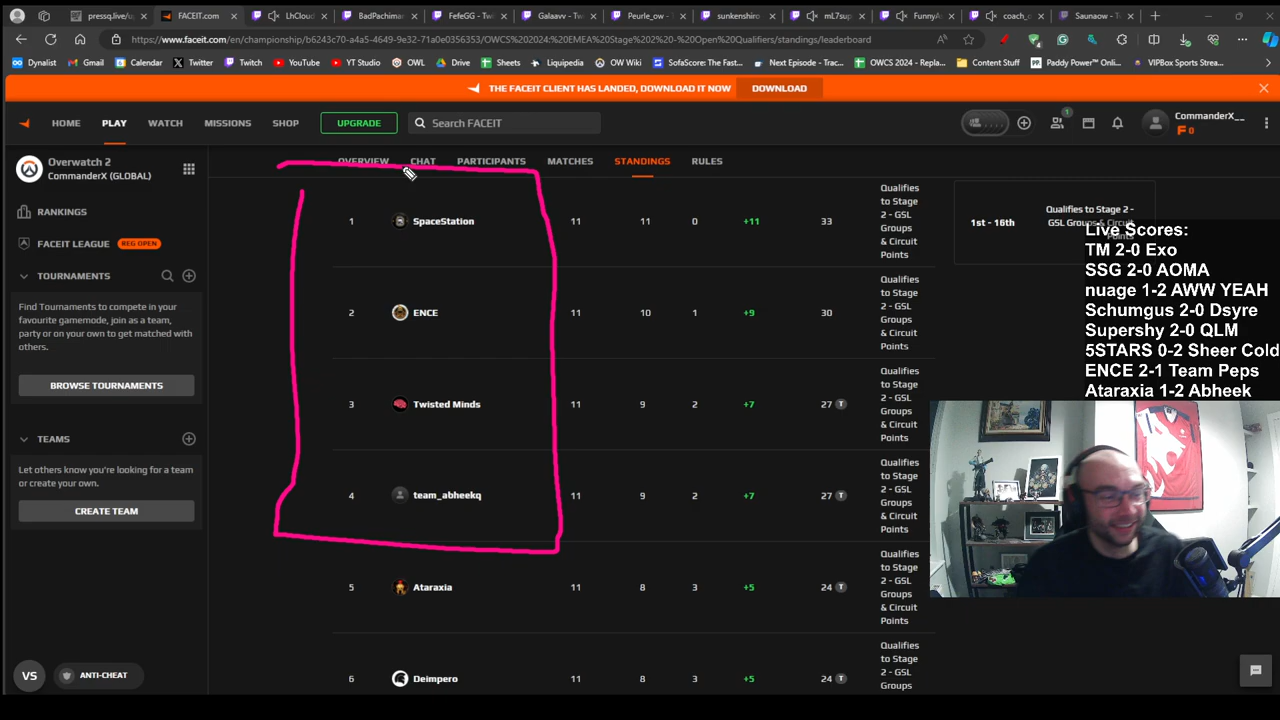 pressq.live/up
FACEIT.com
LhCloud
BadPachiman
FefeGG - Tw
Galaavv - Tw
Peurle_ow -
sunkenshiro
mL7sup
FunnyA
coach_c
Saunaow - T
https://www.faceit.com/en/championship/b6243c70-a4a5-4649-9e32-71a0e0356353/OWCS%202024:%20EMEA%20Stage%202%20-%20Open%20Qualifiers/standings/leaderboard
Dynalist
Gmail
Calendar
Twitter
Twitch
YouTube
YT Studio
OWL
Drive
Sheets
Liquipedia
OW Wiki
SofaScore: The Fast...
Next Episode - Trac...
OWCS 2024 - Repla...
Content Stuff
Paddy Power™ Onli...
VIPBox Sports Strea...
THE FACEIT CLIENT HAS LANDED, DOWNLOAD IT NOW
DOWNLOAD
HOME
PLAY
WATCH
MISSIONS
SHOP
UPGRADE
Search FACEIT
1
CommanderX__
0
Overwatch 2
CommanderX (GLOBAL)
RANKINGS
FACEIT LEAGUE REG OPEN
TOURNAMENTS
Find Tournaments to compete in your
favourite gamemode, join as a team,
party or on your own to get matched with
others.
BROWSE TOURNAMENTS
TEAMS
Let others know you're looking for a team
or create your own.
CREATE TEAM
VS
ANTI-CHEAT
OVERVIEW
CHAT
PARTICIPANTS
MATCHES
STANDINGS
RULES
1 SpaceStation 11 11 0 +11 33
Qualifies
to Stage
2 - GSL
Groups
& Circuit
Points
2 ENCE 11 10 1 +9 30
Qualifies
to Stage
2 - GSL
Groups
& Circuit
Points
3 Twisted Minds 11 9 2 +7 27 T
Qualifies
to Stage
2 - GSL
Groups
& Circuit
Points
4 team_abheekq 11 9 2 +7 27 T
Qualifies
to Stage
2 - GSL
Groups
& Circuit
Points
5 Ataraxia 11 8 3 +5 24 T
Qualifies
to Stage
2 - GSL
Groups
& Circuit
Points
6 Deimpero 11 8 3 +5 24 T
Qualifies
to Stage
2 - GSL
Groups
1st - 16th
Qualifies to Stage 2 -
GSL Groups & Circuit
Points
Live Scores:
TM 2-0 Exo
SSG 2-0 AOMA
nuage 1-2 AWW YEAH
Schumgus 2-0 Dsyre
Supershy 2-0 QLM
5STARS 0-2 Sheer Cold
ENCE 2-1 Team Peps
Ataraxia 1-2 Abheek